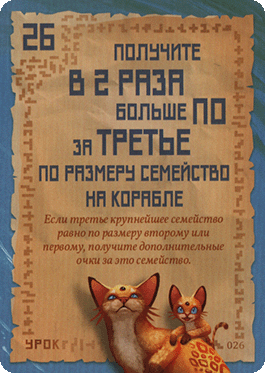 26
ПОЛУЧИТЕ
В 2 РАЗА
БОЛЬШЕ ПО
ЗА ТРЕТЬЕ
ПО РАЗМЕРУ СЕМЕЙСТВО
НА КОРАБЛЕ
Если третье крупнейшее семейство
равно по размеру второму или
первому, получите дополнительные
очки за это семейство.
УРОК
026